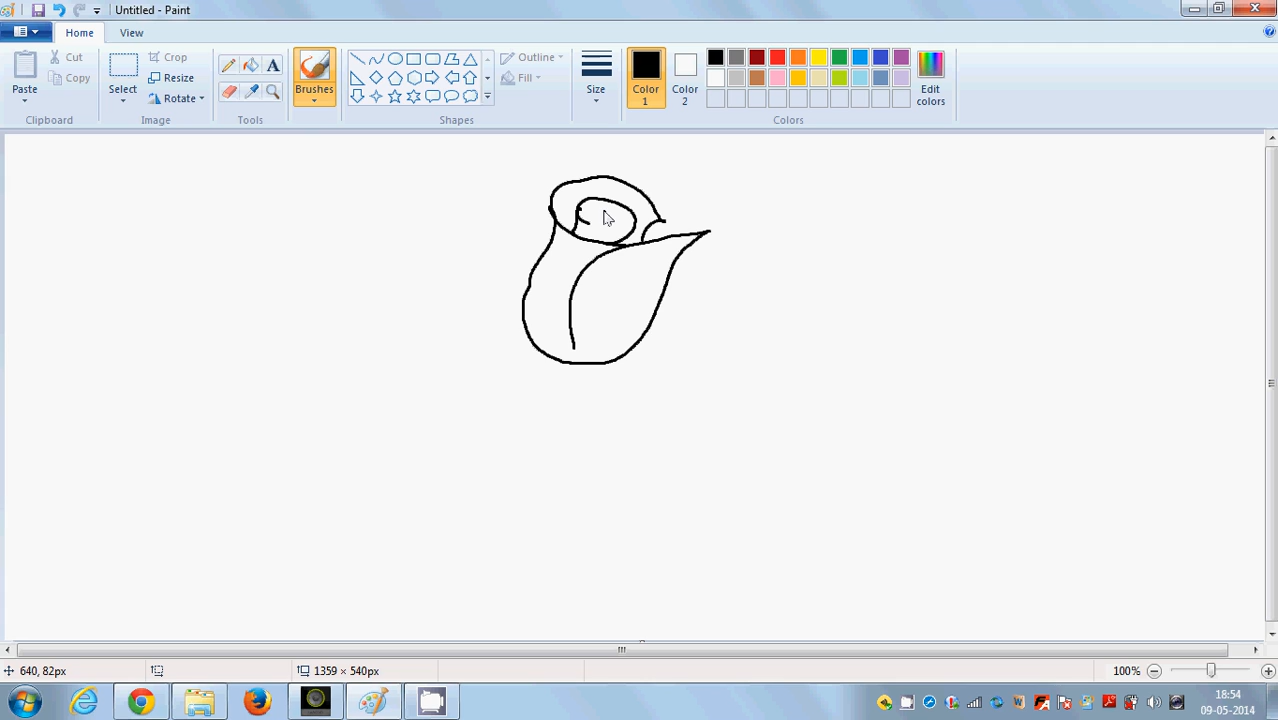 Untitled - Paint
Home View
Paste
Cut
Copy
Clipboard
Select
Crop
Resize
Rotate
Image
A
Tools
Brushes
Outline
Fill
Shapes
Size
Color 1
Color 2
Edit colors
Colors
640, 82px
1359 × 540px
100%
18:54
09-05-2014